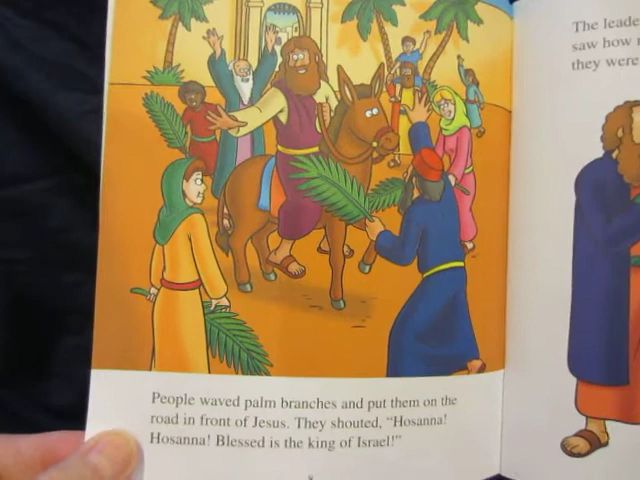 People waved palm branches and put them on the
road in front of Jesus. They shouted, “Hosanna!
Hosanna! Blessed is the king of Israel!”
The leade
saw how
they were